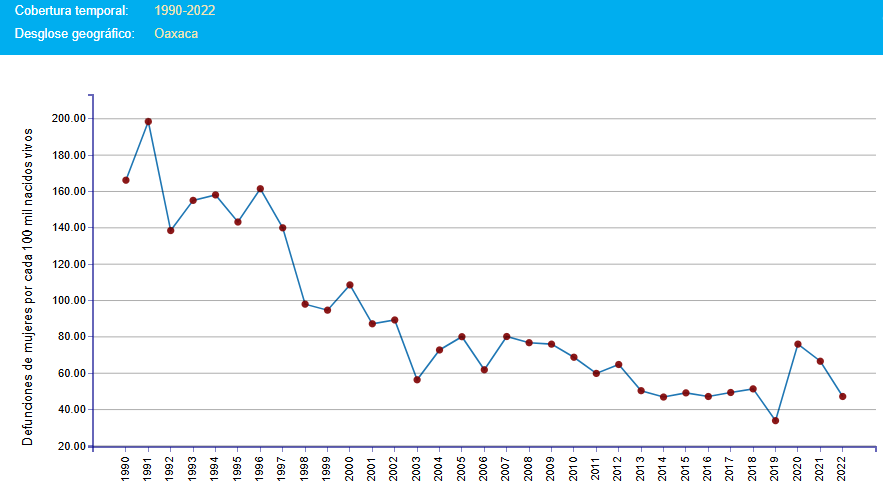 Cobertura temporal: 1990-2022
Desglose geográfico: Oaxaca
Defunciones de mujeres por cada 100 mil nacidos vivos
200.00
180.00
160.00
140.00
120.00
100.00
80.00
60.00
40.00
20.00
1990 1991 1992 1993 1994 1995 1996 1997 1998 1999 2000 2001 2002 2003 2004 2005 2006 2007 2008 2009 2010 2011 2012 2013 2014 2015 2016 2017 2018 2019 2020 2021 2022